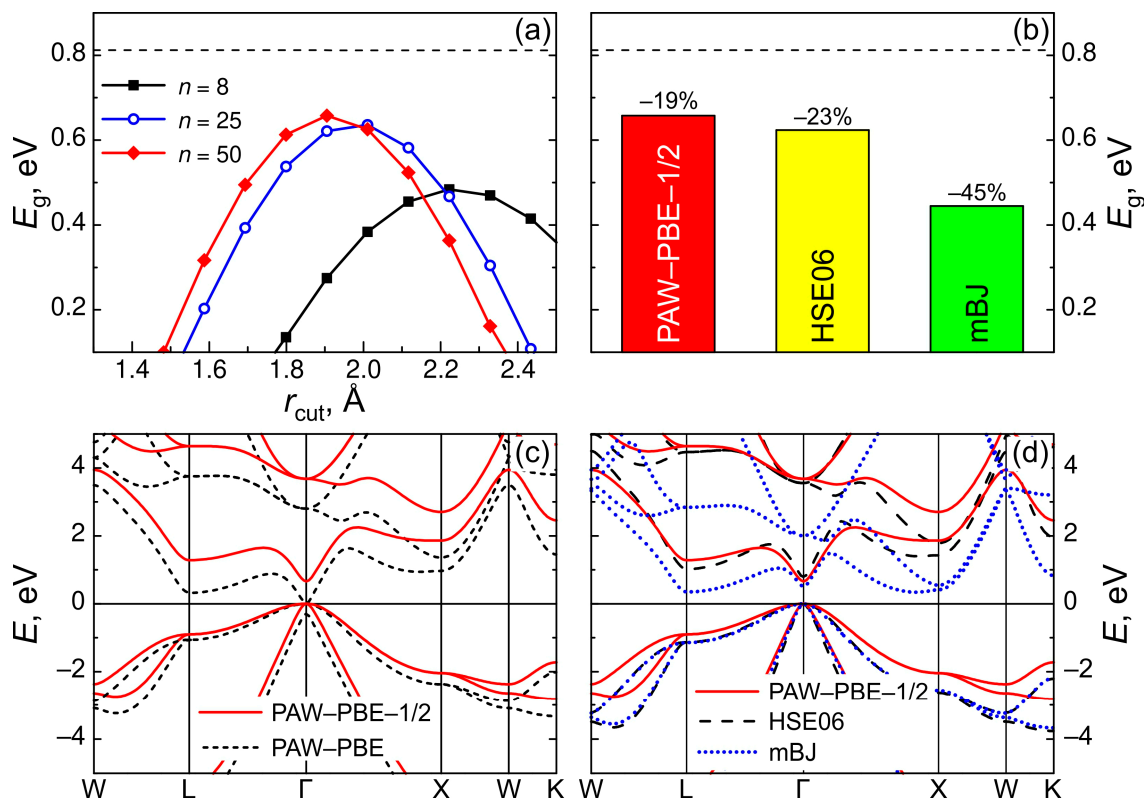 (a)
0.8
n = 8
n = 25
n = 50
0.6
0.4
0.2
E_g, eV
1.4 1.6 1.8 2.0 2.2 2.4
r_cut, Å
(b)
–19%
–23%
–45%
PAW–PBE–1/2
HSE06
mBJ
0.8
0.6
0.4
0.2
E_g, eV
(c)
4
2
0
–2
–4
E, eV
PAW–PBE–1/2
PAW–PBE
W L Γ X W K
(d)
4
2
0
–2
–4
E, eV
PAW–PBE–1/2
HSE06
mBJ
W L Γ X W K